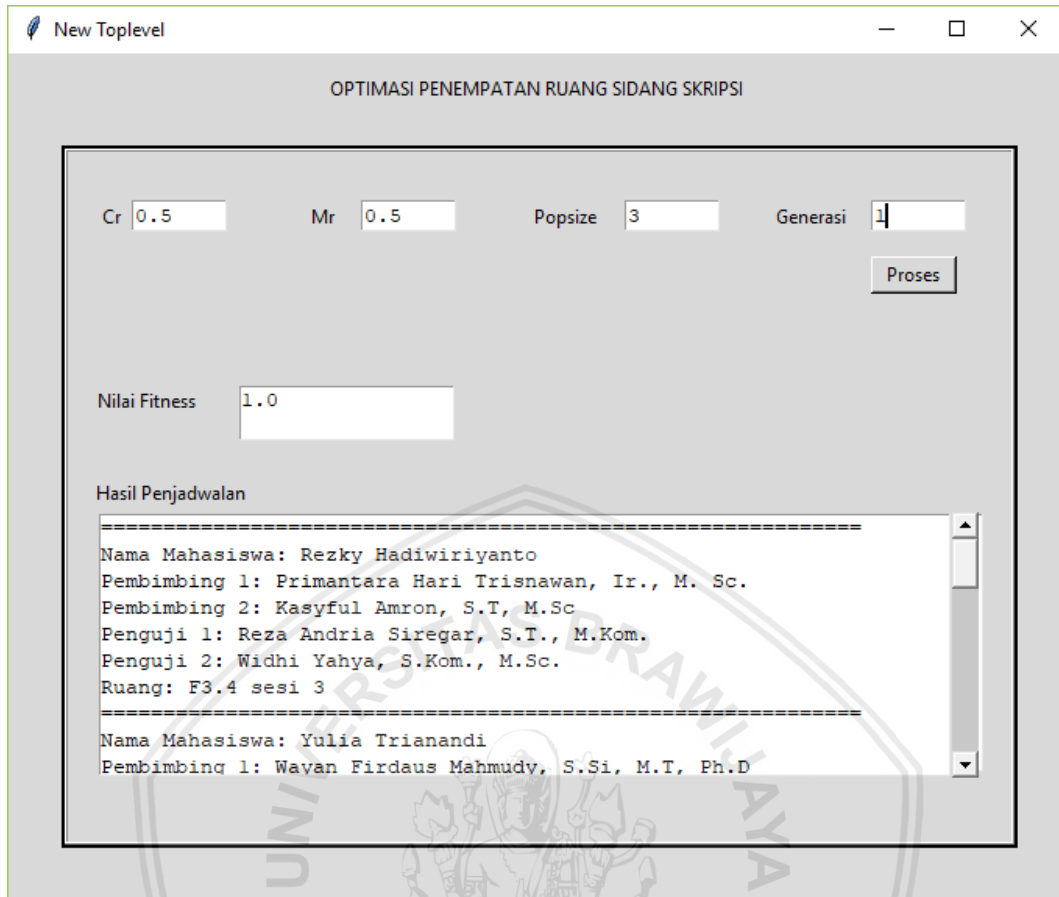 New Toplevel
OPTIMASI PENEMPATAN RUANG SIDANG SKRIPSI
Cr 0.5 Mr 0.5 Popsize 3 Generasi 1
Proses
Nilai Fitness 1.0
Hasil Penjadwalan
=============================================================
Nama Mahasiswa: Rezky Hadiwiriyanto
Pembimbing 1: Primantara Hari Trisnawan, Ir., M. Sc.
Pembimbing 2: Kasyful Amron, S.T, M.Sc
Penguji 1: Reza Andria Siregar, S.T., M.Kom.
Penguji 2: Widhi Yahya, S.Kom., M.Sc.
Ruang: F3.4 sesi 3
=============================================================
Nama Mahasiswa: Yulia Trianandi
Pembimbing 1: Wayan Firdaus Mahmudy, S.Si, M.T, Ph.D
UNIVERSITAS BRAWIJAYA